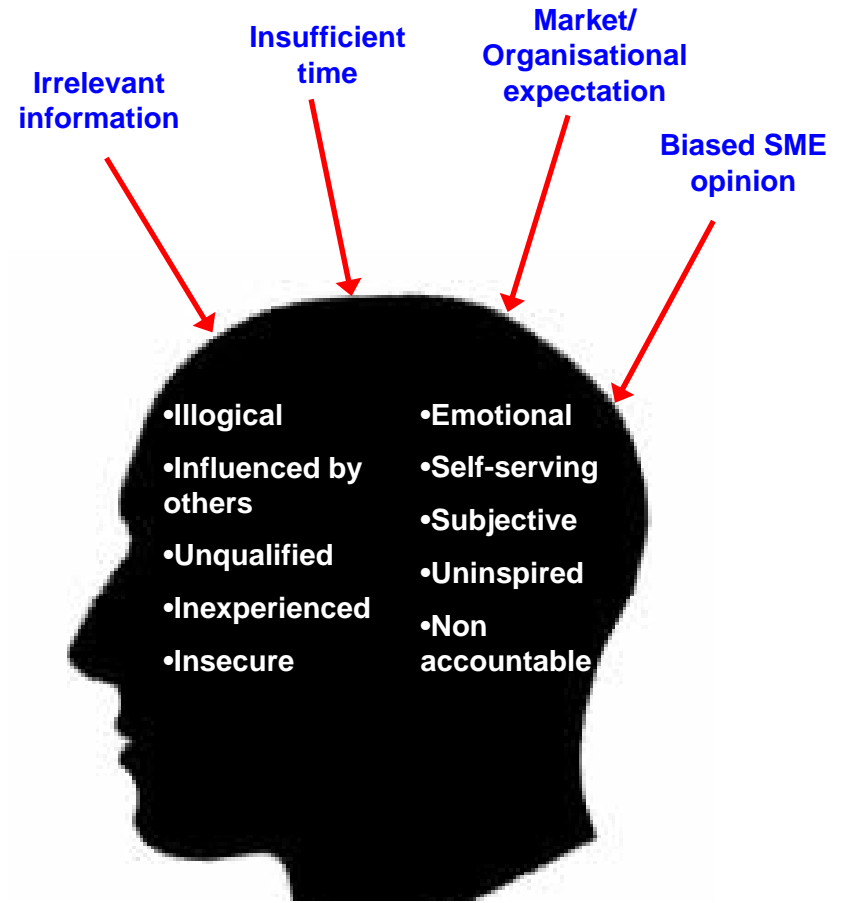 Irrelevant
information
Insufficient
time
Market/
Organisational
expectation
Biased SME
opinion
•Illogical
•Influenced by
others
•Unqualified
•Inexperienced
•Insecure
•Emotional
•Self-serving
•Subjective
•Uninspired
•Non
accountable